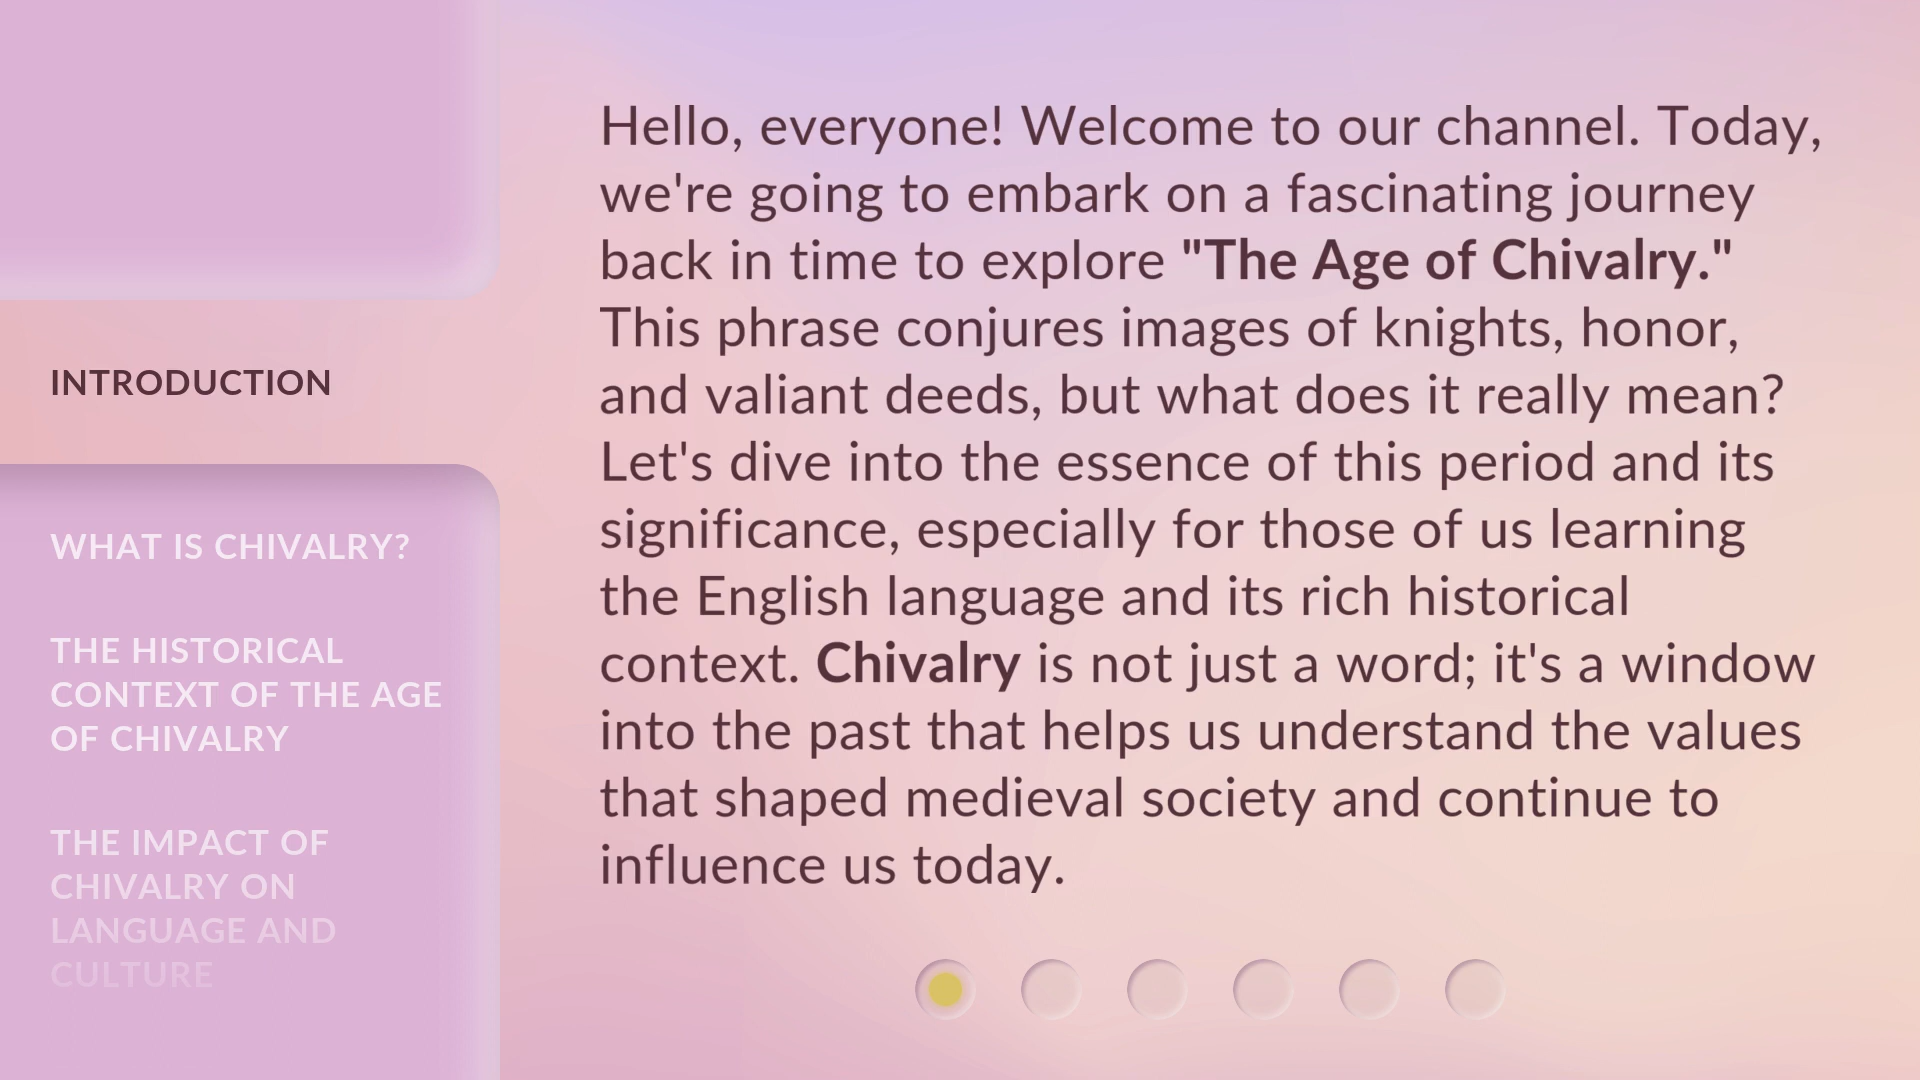 INTRODUCTION
WHAT IS CHIVALRY?
THE HISTORICAL
CONTEXT OF THE AGE
OF CHIVALRY
THE IMPACT OF
CHIVALRY ON
LANGUAGE AND
CULTURE
Hello, everyone! Welcome to our channel. Today,
we're going to embark on a fascinating journey
back in time to explore "The Age of Chivalry."
This phrase conjures images of knights, honor,
and valiant deeds, but what does it really mean?
Let's dive into the essence of this period and its
significance, especially for those of us learning
the English language and its rich historical
context. Chivalry is not just a word; it's a window
into the past that helps us understand the values
that shaped medieval society and continue to
influence us today.